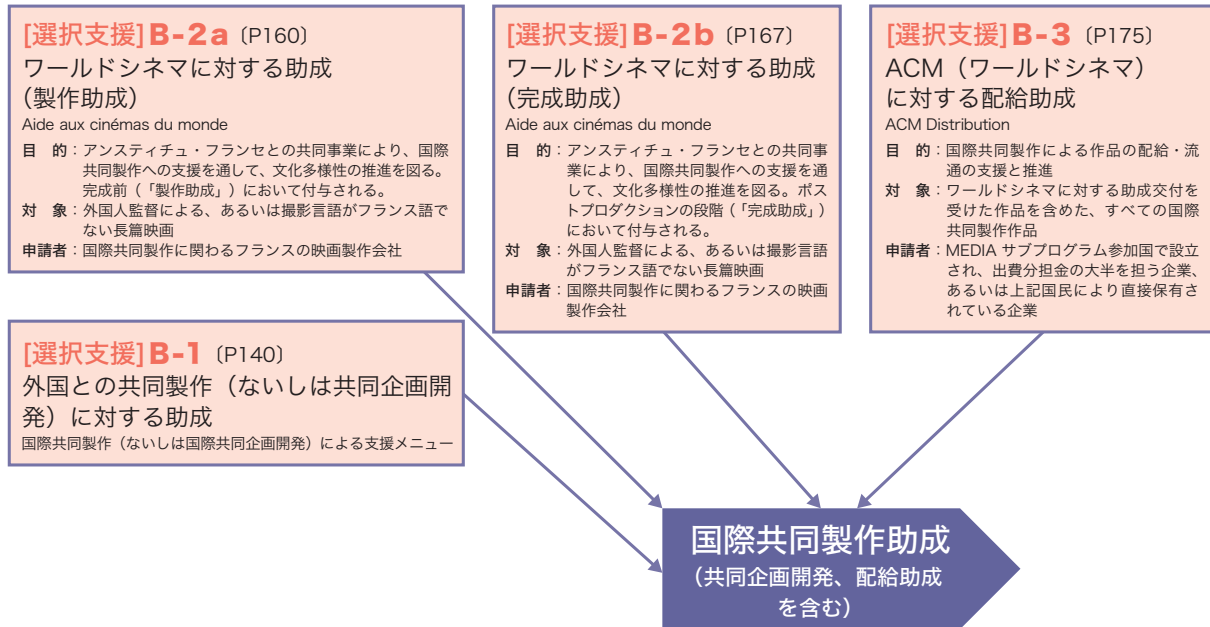 [選択支援]B-2a〔P160〕
ワールドシネマに対する助成
（製作助成）
Aide aux cinémas du monde
目　的：アンスティチュ・フランセとの共同事業により、国際
共同製作への支援を通して、文化多様性の推進を図る。
完成前（「製作助成」）において付与される。
対　象：外国人監督による、あるいは撮影言語がフランス語で
ない長篇映画
申請者：国際共同製作に関わるフランスの映画製作会社
[選択支援]B-2b〔P167〕
ワールドシネマに対する助成
（完成助成）
Aide aux cinémas du monde
目　的：アンスティチュ・フランセとの共同事
業により、国際共同製作への支援を通
して、文化多様性の推進を図る。ポス
トプロダクションの段階（「完成助成」）
において付与される。
対　象：外国人監督による、あるいは撮影言語
がフランス語でない長篇映画
申請者：国際共同製作に関わるフランスの映画
製作会社
[選択支援]B-3〔P175〕
ACM（ワールドシネマ）
に対する配給助成
ACM Distribution
目　的：国際共同製作による作品の配給・流
通の支援と推進
対　象：ワールドシネマに対する助成交付を
受けた作品を含めた、すべての国際
共同製作作品
申請者：MEDIA サブプログラム参加国で設立
され、出費分担金の大半を担う企業、
あるいは上記国民により直接保有さ
れている企業
[選択支援]B-1〔P140〕
外国との共同製作（ないしは共同企画開
発）に対する助成
国際共同製作（ないしは国際共同企画開発）による支援メニュー
国際共同製作助成
（共同企画開発、配給助成
を含む）